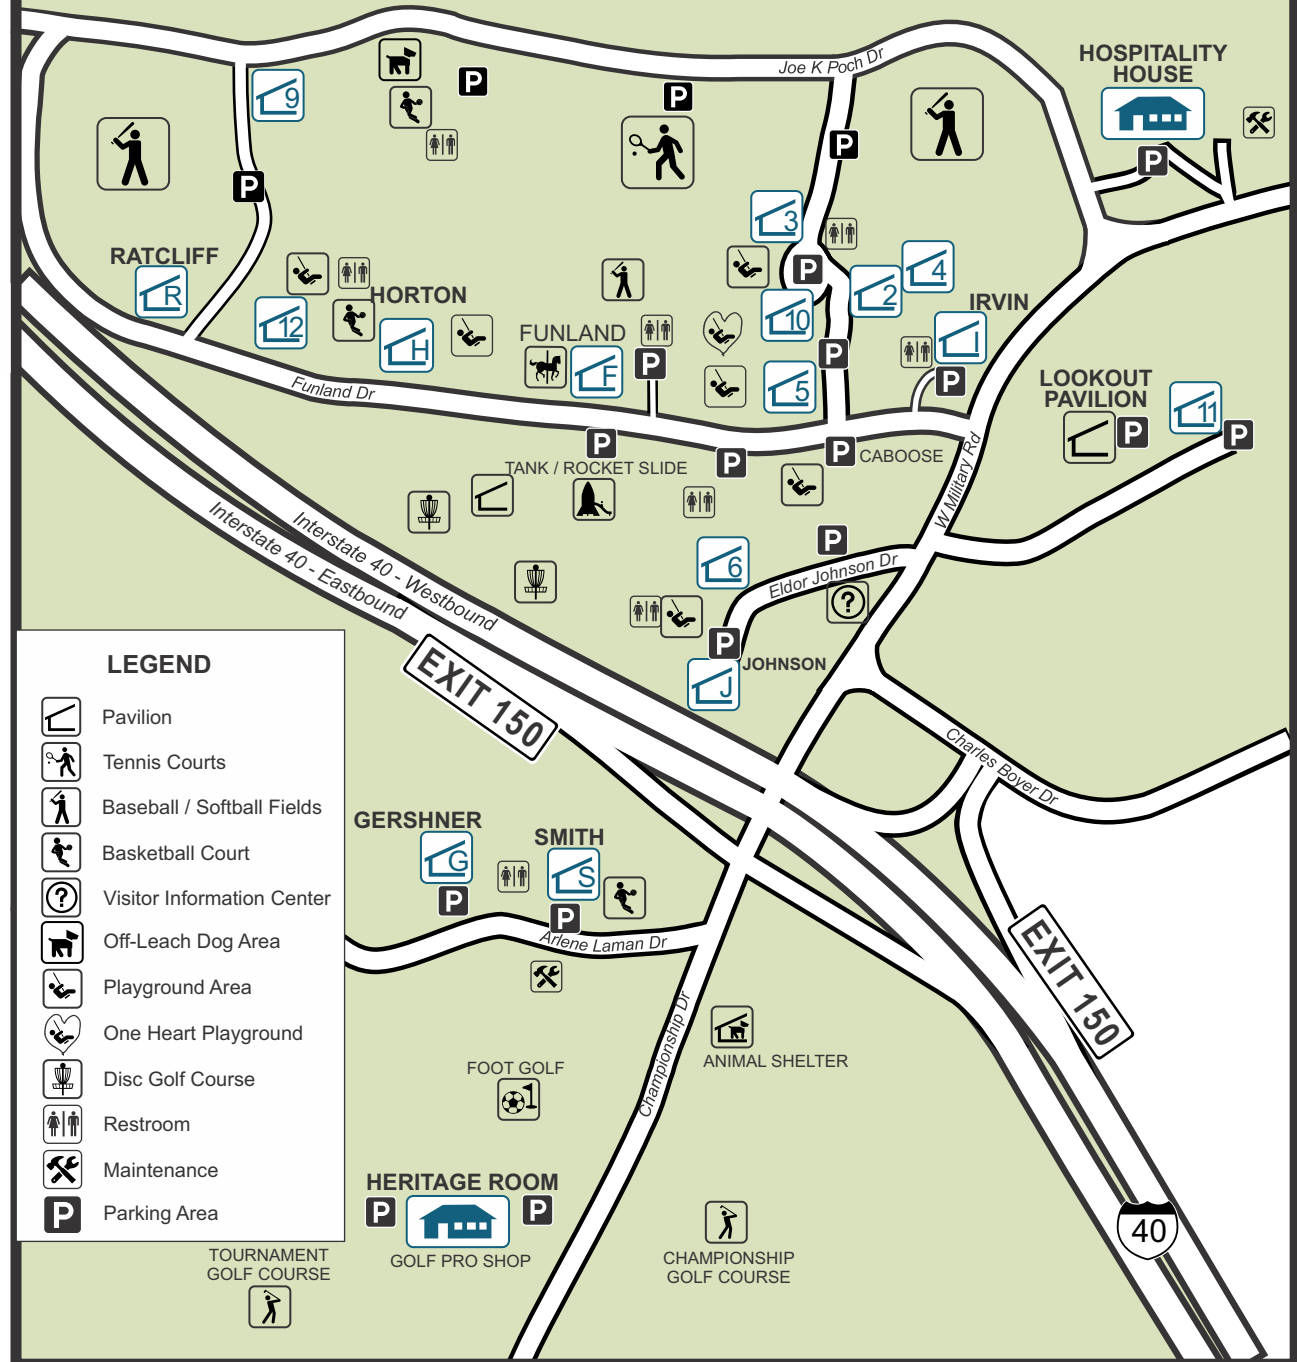 Joe K Poch Dr
HOSPITALITY
HOUSE
9
P
P
P
P
3
RATCLIFF
R
P
2
4
12
HORTON
H
10
IRVIN
I
FUNLAND
F
P
P
P
5
Funland Dr
LOOKOUT
PAVILION
P
11
P
P
P
P
CABOOSE
TANK / ROCKET SLIDE
W Military Rd
Interstate 40 - Westbound
Interstate 40 - Eastbound
P
6
Eldor Johnson Dr
?
P
JOHNSON
J
EXIT 150
Charles Boyer Dr
LEGEND
Pavilion
Tennis Courts
Baseball / Softball Fields
Basketball Court
? Visitor Information Center
Off-Leach Dog Area
Playground Area
One Heart Playground
Disc Golf Course
Restroom
Maintenance
P Parking Area
GERSHNER
G
P
SMITH
S
P
Arlene Laman Dr
EXIT 150
Championship Dr
ANIMAL SHELTER
FOOT GOLF
HERITAGE ROOM
P
P
GOLF PRO SHOP
TOURNAMENT
GOLF COURSE
CHAMPIONSHIP
GOLF COURSE
40
P